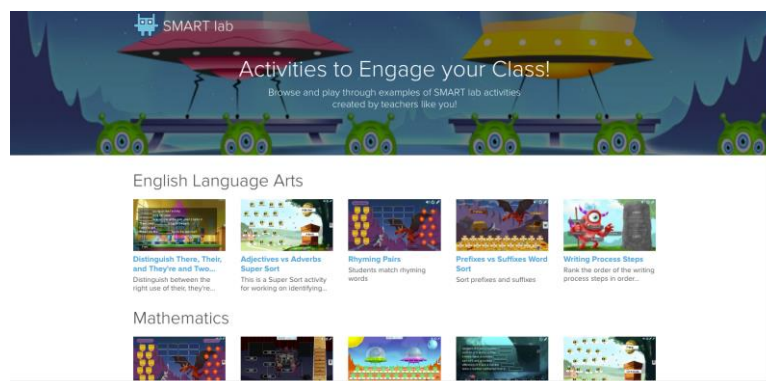 SMART lab
Activities to Engage your Class!
Browse and play through examples of SMART lab activities
created by teachers like you!
English Language Arts
Distinguish There, Their,
and They're and Two...
Distinguish between the
right use of their, they're...
Adjectives vs Adverbs
Super Sort
This is a Super Sort activity
for working on identifying...
Rhyming Pairs
Students match rhyming
words
Prefixes vs Suffixes Word
Sort
Sort prefixes and suffixes
Writing Process Steps
Rank the order of the writing
process steps in order...
Mathematics